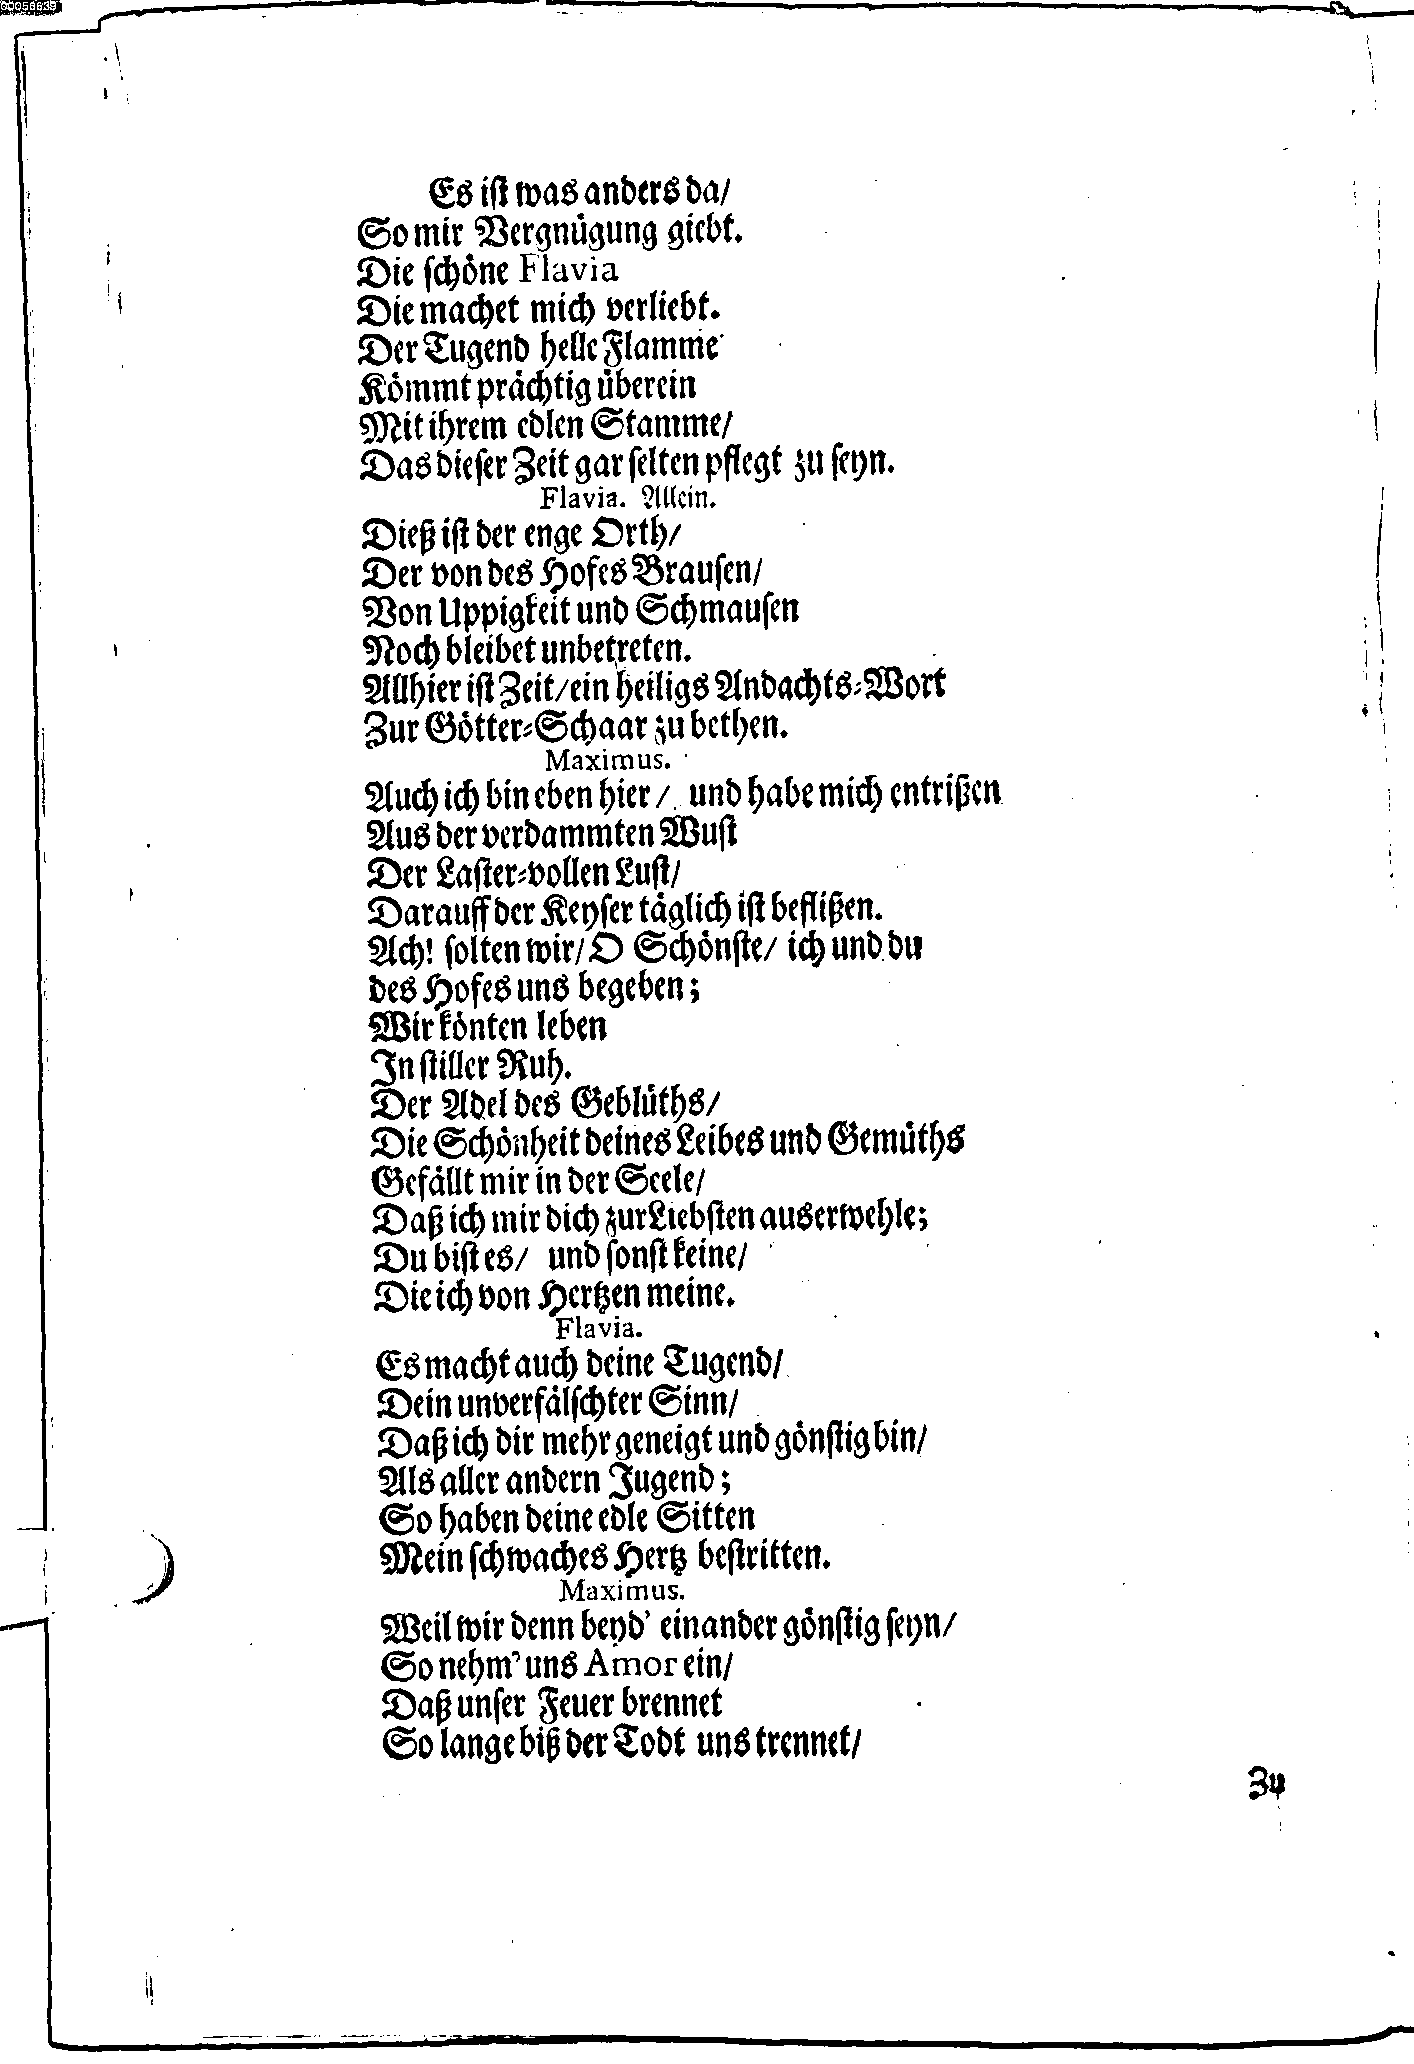 00056839
Es ist was anders da/
So mir Vergnügung giebt.
Die schöne Flavia
Die machet mich verliebt.
Der Tugend helle Flamme
Kömmt prächtig überein
Mit ihrem edlen Stamme/
Das dieser Zeit gar selten pflegt zu seyn.
Flavia. Allein.
Dieß ist der enge Orth/
Der von des Hofes Brausen/
Von Uppigkeit und Schmausen
Noch bleibet unbetreten.
Allhier ist Zeit/ein heiligs Andachts-Wort
Zur Götter-Schaar zu bethen.
Maximus.
Auch ich bin eben hier/ und habe mich entrißen
Aus der verdammten Wust
Der Laster-vollen Lust/
Darauff der Keyser täglich ist beflißen.
Ach! solten wir/ O Schönste/ ich und du
des Hofes uns begeben;
Wir könten leben
In stiller Ruh.
Der Adel des Geblüths/
Die Schönheit deines Leibes und Gemüths
Gefällt mir in der Seele/
Daß ich mir dich zur Liebsten auserwehle;
Du bist es/ und sonst keine/
Die ich von Hertzen meine.
Flavia.
Es macht auch deine Tugend/
Dein unverfälschter Sinn/
Daß ich dir mehr geneigt und gönstig bin/
Als aller andern Jugend;
So haben deine edle Sitten
Mein schwaches Hertz bestritten.
Maximus.
Weil wir denn beyd' einander gönstig seyn/
So nehm' uns Amor ein/
Daß unser Feuer brennet
So lange biß der Todt uns trennet/
Zu